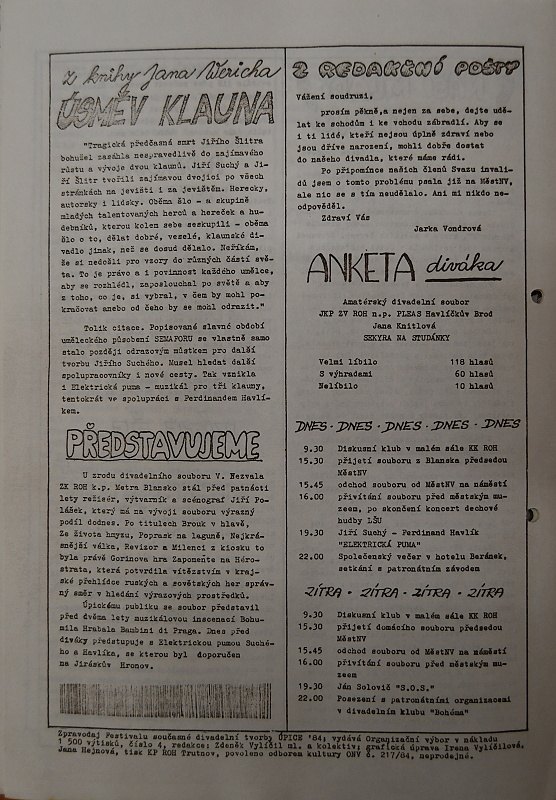 z knihy Jana Wericha
ÚSMĚV KLAUNA
"Tragická předčasná smrt Jiřího Šlitra
bohužel zasáhla nespravedlivě do zajímavého
růstu a vývoje dvou klaunů. Jiří Suchý a Ji-
ří Šlitr tvořili zajímavou dvojici po všech
stránkách na jevišti i za jevištěm. Herecky,
autorsky i lidsky. Oběma šlo - a skupině
mladých talentovaných herců a hereček a hu-
debníků, kterou kolem sebe seskupili - oběma
šlo o to, dělat dobré, veselé, klaunské di-
vadlo jinak, než se dosud dělalo. Neříkám,
že si nedošli pro vzory do různých částí svě-
ta. To je právo a i povinnost každého umělce,
aby se rozhlédl, zaposlouchal po světě a aby
z toho, co je, si vybral, v čem by mohl po-
kračovat anebo od čeho by se mohl odrazit."
Tolik citace. Popisované slavné období
uměleckého působení SEMAFORU se vlastně samo
stalo později odrazovým můstkem pro další
tvorbu Jiřího Suchého. Musel hledat další
spolupracovníky i nové cesty. Tak vznikla
i Elektrická puma - muzikál pro tři klauny,
tentokrát ve spolupráci s Ferdinandem Havlí-
kem.
PŘEDSTAVUJEME
U zrodu divadelního souboru V. Nezvala
ZK ROH k.p. Metra Blansko stál před patnácti
lety režisér, výtvarník a scénograf Jiří Po-
lášek, který má na vývoji souboru výrazný
podíl dodnes. Po titulech Brouk v hlavě,
Ze života hmyzu, Poprask na laguně, Nejkrás-
nější válka, Revizor a Milenci z kiosku to
byla právě Gorinova hra Zapomeňte na Héro-
strata, která potvrdila vítězstvím v kraj-
ské přehlídce ruských a sovětských her správ-
ný směr v hledání výrazových prostředků.
Úpickému publiku se soubor představil
před dvěma lety muzikálovou inscenací Bohu-
mila Hrabala Bambini di Praga. Dnes před
diváky předstupuje s Elektrickou pumou Suché-
ho a Havlíka, se kterou byl doporučen
na Jiráskův Hronov.
Z REDAKČNÍ POŠTY
Vážení soudruzi,
prosím pěkně, a nejen za sebe, dejte udě-
lat ke schodům i ke vchodu zábradlí. Aby se
i ti lidé, kteří nejsou úplně zdraví nebo
jsou dříve narození, mohli dobře dostat
do našeho divadla, které máme rádi.
Po připomínce našich členů Svazu invali-
dů jsem o tomto problému psala již na MěstNV,
ale nic se s tím neudělalo. Ani mi nikdo ne-
odpověděl.
Zdraví Vás
Jarka Vondrová
ANKETA diváka
Amatérský divadelní soubor
JKP ZV ROH n.p. PLEAS Havlíčkův Brod
Jana Knitlová
SEKYRA NA STUDÁNKY
Velmi líbilo 118 hlasů
S výhradami 60 hlasů
Nelíbilo 10 hlasů
DNES · DNES · DNES · DNES · DNES
9.30 Diskusní klub v malém sále KK ROH
15.30 přijetí souboru z Blanska předsedou
MěstNV
15.45 odchod souboru od MěstNV na náměstí
16.00 přivítání souboru před městským mu-
zeem, po skončení koncert dechové
hudby LŠU
19.30 Jiří Suchý - Ferdinand Havlík
"ELEKTRICKÁ PUMA"
22.00 Společenský večer v hotelu Beránek,
setkání s patronátním závodem
ZÍTRA · ZÍTRA · ZÍTRA · ZÍTRA
9.30 Diskusní klub v malém sále KK ROH
15.30 přijetí domácího souboru předsedou
MěstNV
15.45 odchod souboru od MěstNV na náměstí
16.00 přivítání souboru před městským mu-
zeem
19.30 Ján Solovič "S.O.S."
22.00 Posezení s patronátními organizacemi
v divadelním klubu "Bohéma"
Zpravodaj Festivalu současné divadelní tvorby ÚPICE '84; vydává Organizační výbor v nákladu
1 500 výtisků, číslo 4, redakce: Zdeněk Vylíčil ml. a kolektiv; grafická úprava Irena Vylíčilová,
Jana Hejnová, tisk KP ROH Trutnov, povoleno odborem kultury ONV č. 217/84, neprodejné.